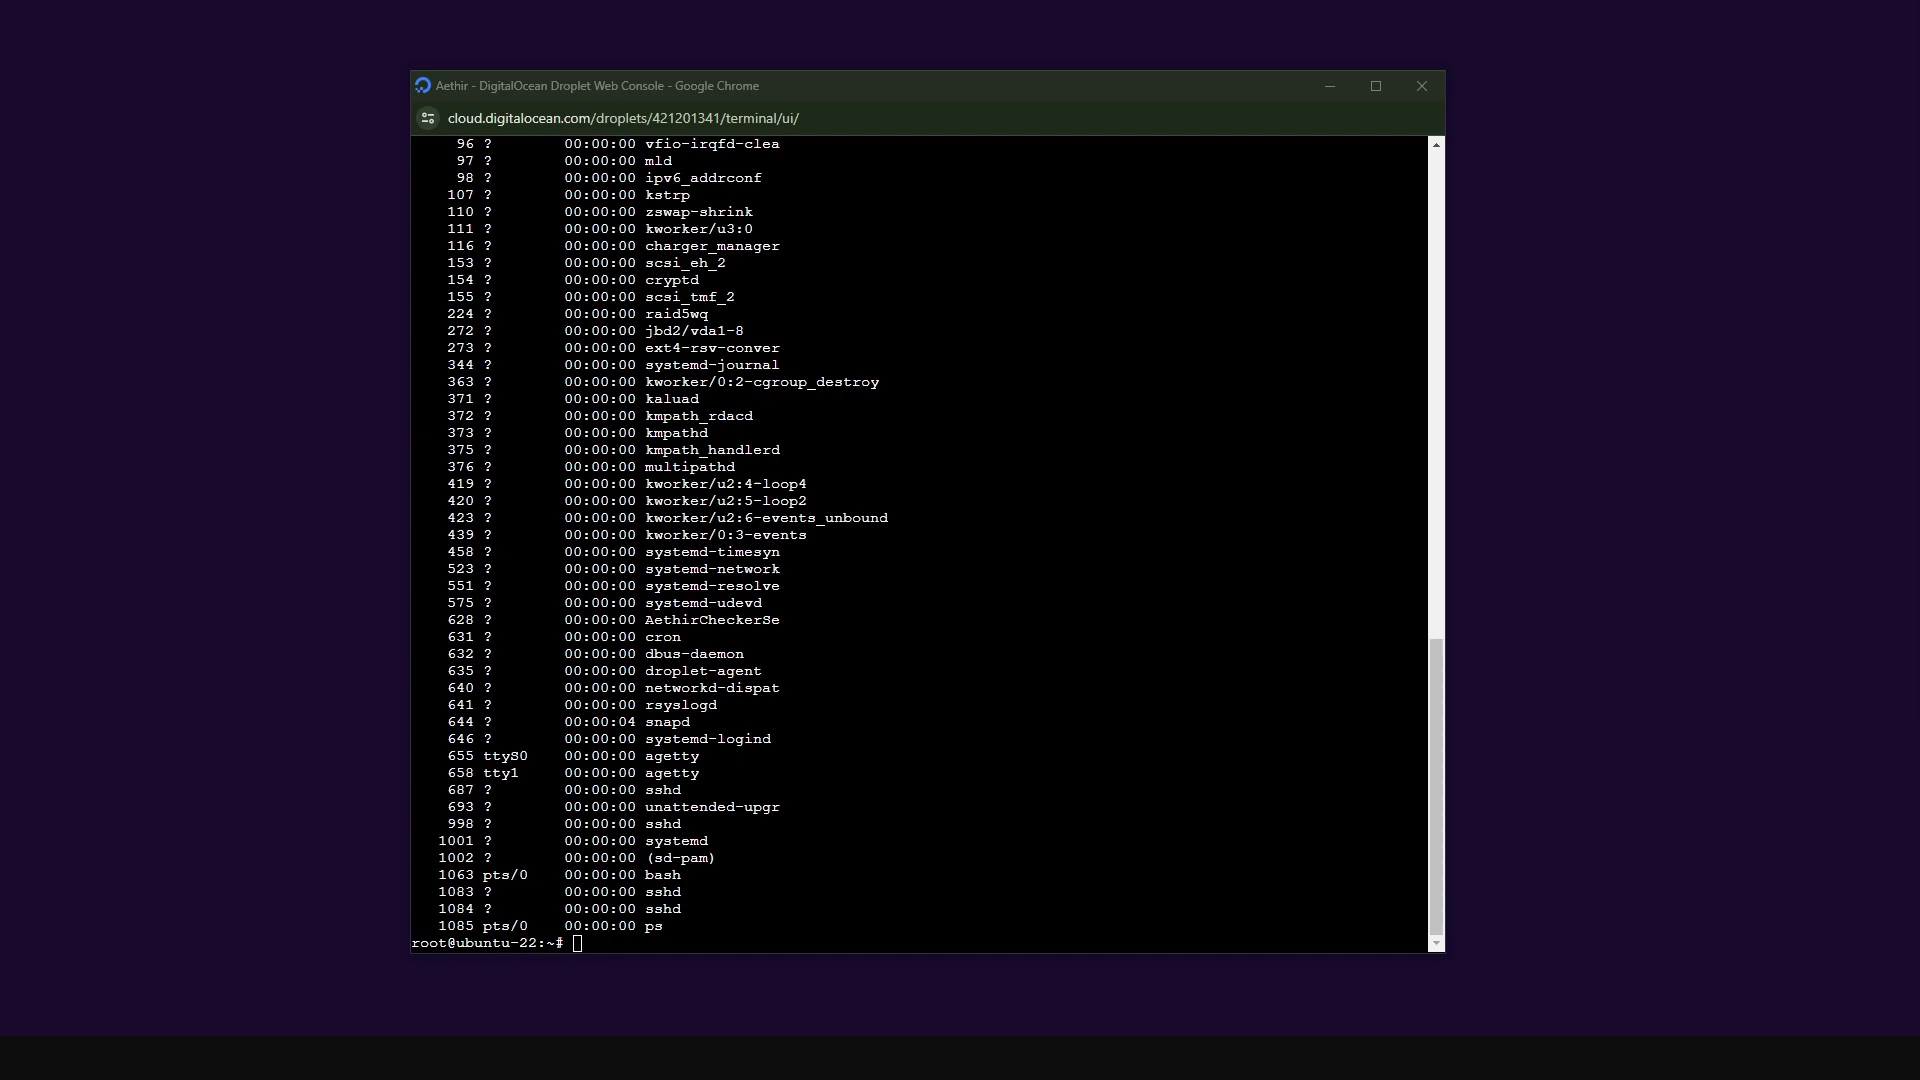 Aethir - DigitalOcean Droplet Web Console - Google Chrome
cloud.digitalocean.com/droplets/421201341/terminal/ui/
96 ? 00:00:00 vfio-irqfd-clea
97 ? 00:00:00 mld
98 ? 00:00:00 ipv6_addrconf
107 ? 00:00:00 kstrp
110 ? 00:00:00 zswap-shrink
111 ? 00:00:00 kworker/u3:0
116 ? 00:00:00 charger_manager
153 ? 00:00:00 scsi_eh_2
154 ? 00:00:00 cryptd
155 ? 00:00:00 scsi_tmf_2
224 ? 00:00:00 raid5wq
272 ? 00:00:00 jbd2/vda1-8
273 ? 00:00:00 ext4-rsv-conver
344 ? 00:00:00 systemd-journal
363 ? 00:00:00 kworker/0:2-cgroup_destroy
371 ? 00:00:00 kaluad
372 ? 00:00:00 kmpath_rdacd
373 ? 00:00:00 kmpathd
375 ? 00:00:00 kmpath_handlerd
376 ? 00:00:00 multipathd
419 ? 00:00:00 kworker/u2:4-loop4
420 ? 00:00:00 kworker/u2:5-loop2
423 ? 00:00:00 kworker/u2:6-events_unbound
439 ? 00:00:00 kworker/0:3-events
458 ? 00:00:00 systemd-timesyn
523 ? 00:00:00 systemd-network
551 ? 00:00:00 systemd-resolve
575 ? 00:00:00 systemd-udevd
628 ? 00:00:00 AethirCheckerSe
631 ? 00:00:00 cron
632 ? 00:00:00 dbus-daemon
635 ? 00:00:00 droplet-agent
640 ? 00:00:00 networkd-dispat
641 ? 00:00:00 rsyslogd
644 ? 00:00:04 snapd
646 ? 00:00:00 systemd-logind
655 ttyS0 00:00:00 agetty
658 tty1 00:00:00 agetty
687 ? 00:00:00 sshd
693 ? 00:00:00 unattended-upgr
998 ? 00:00:00 sshd
1001 ? 00:00:00 systemd
1002 ? 00:00:00 (sd-pam)
1063 pts/0 00:00:00 bash
1083 ? 00:00:00 sshd
1084 ? 00:00:00 sshd
1085 pts/0 00:00:00 ps
root@ubuntu-22:~#